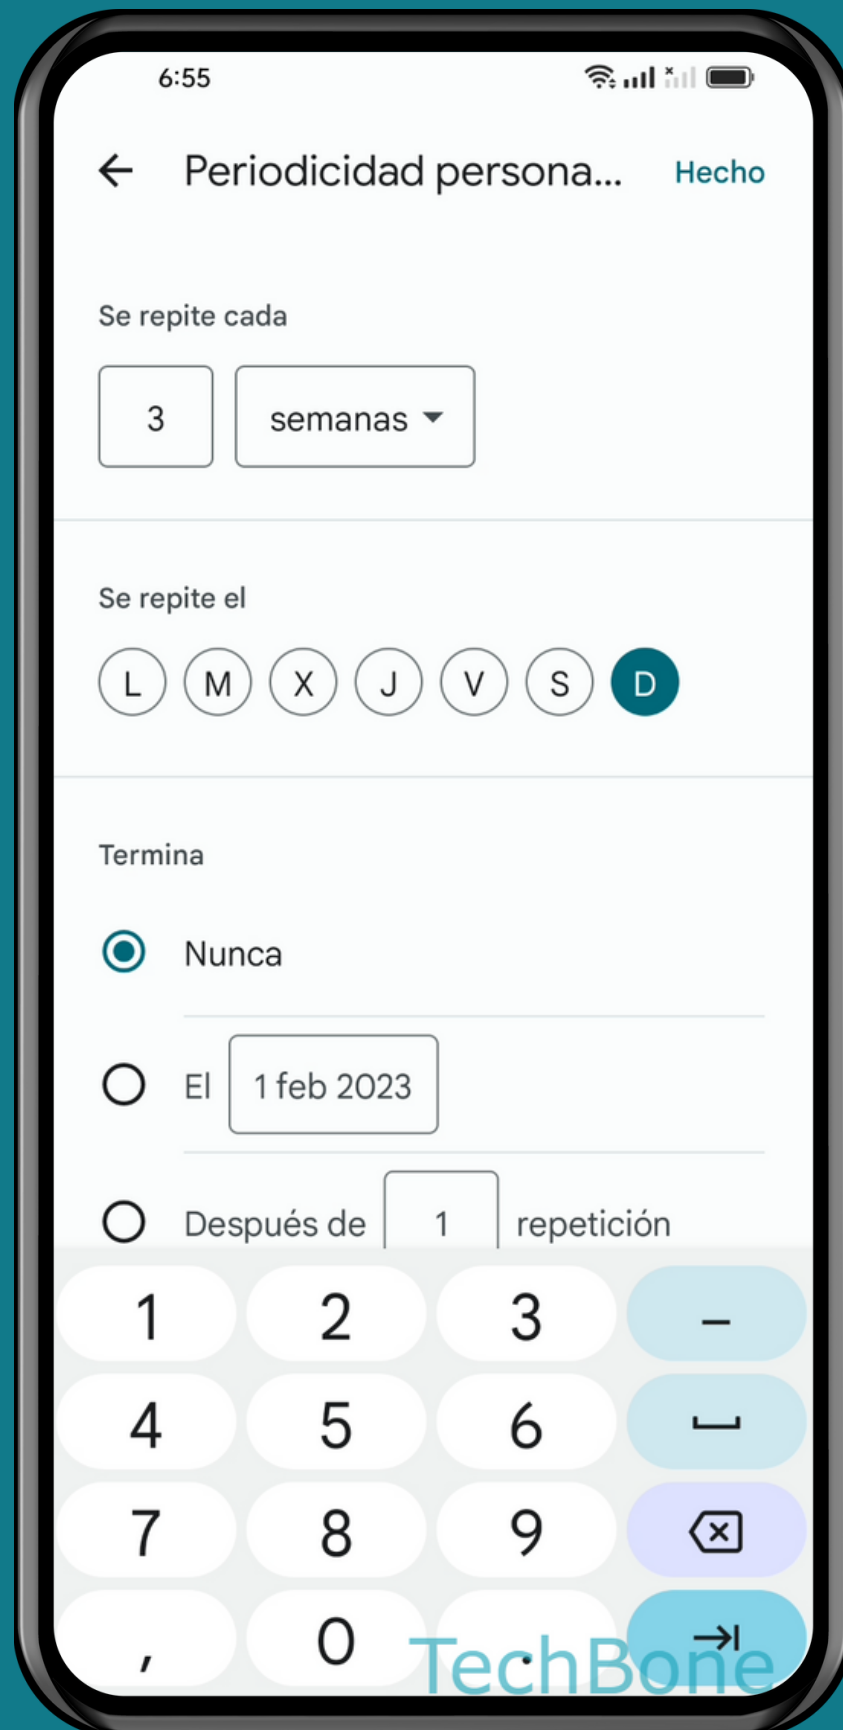 6:55
Periodicidad persona...
Hecho
Se repite cada
3
semanas
Se repite el
L M X J V S D
Termina
Nunca
El 1 feb 2023
Después de 1 repetición
1 2 3 –
4 5 6
7 8 9
, 0 .
TechBone